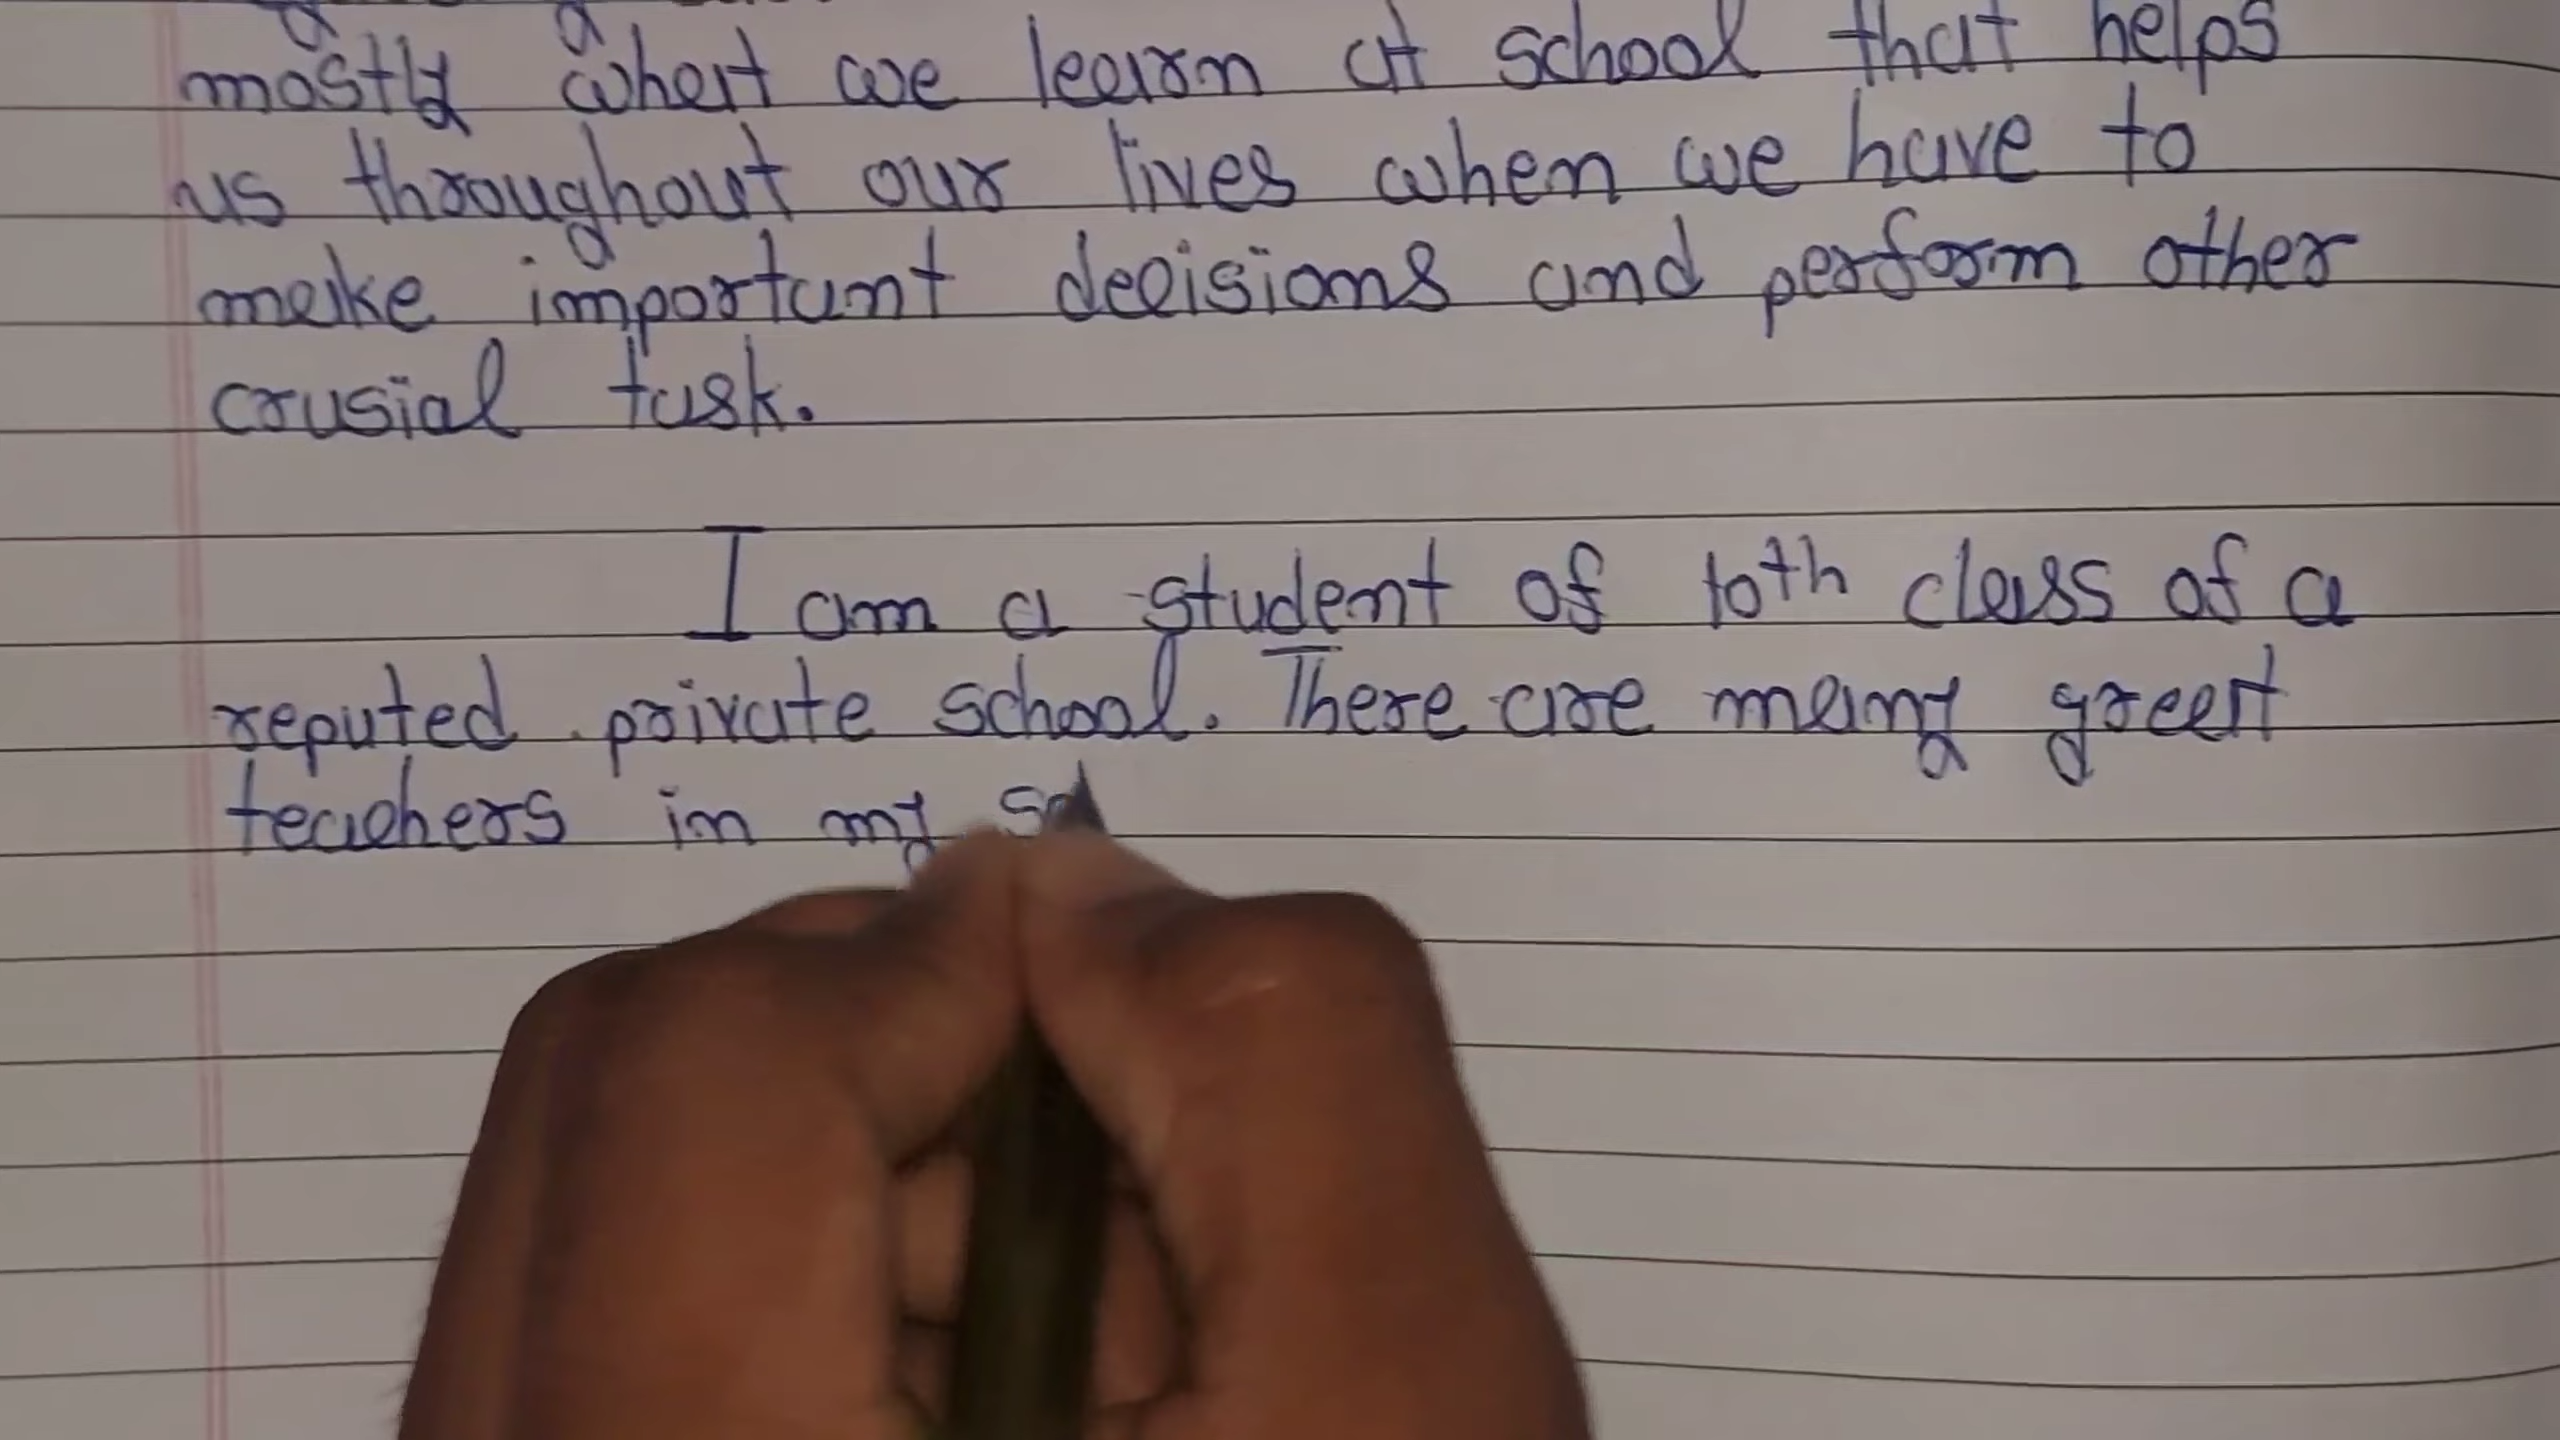 mostly what we learn at school that helps
us throughout our lives when we have to
make important decisions and perform other
crusial task.
I am a student of 10th class of a
reputed private school. There are many great
teachers in my sc